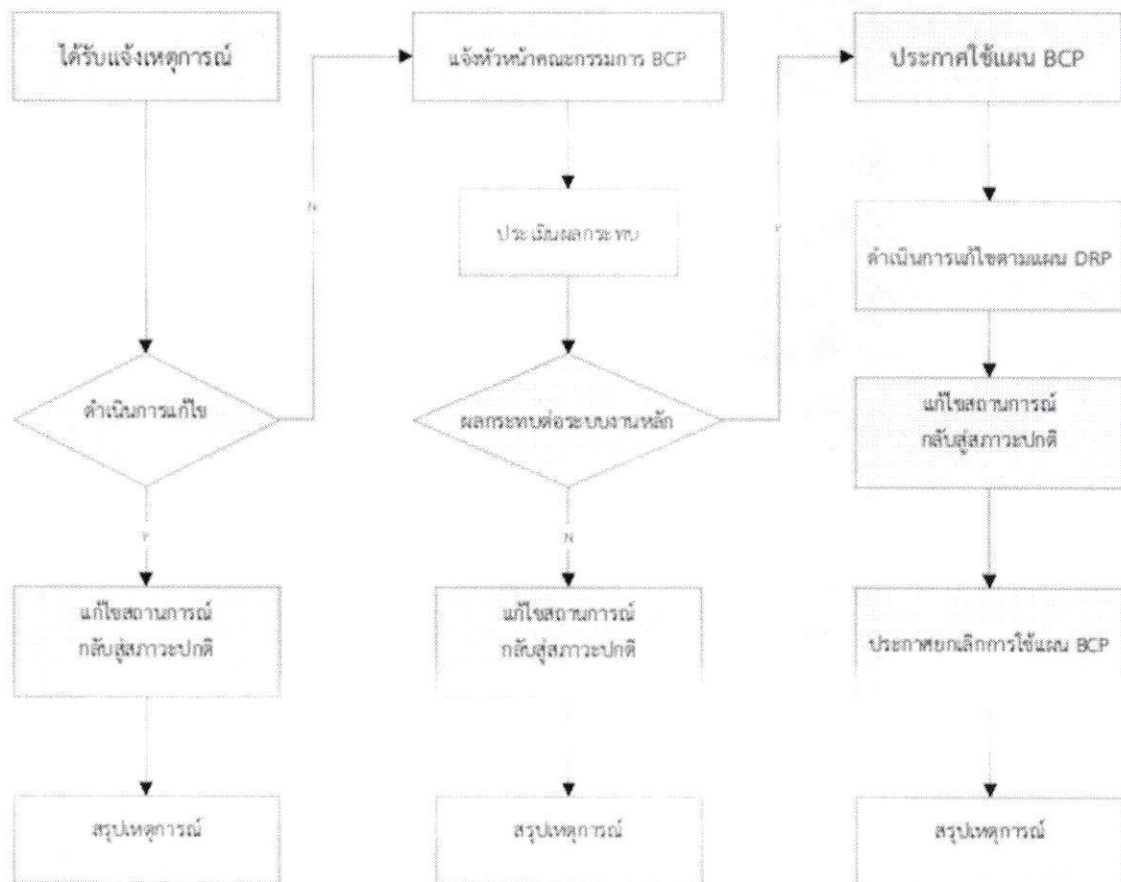 ได้รับแจ้งเหตุการณ์
N
ดำเนินการแก้ไข
Y
แก้ไขสถานการณ์
กลับสู่สภาวะปกติ
สรุปเหตุการณ์
แจ้งหัวหน้าคณะกรรมการ BCP
ประเมินผลกระทบ
ผลกระทบต่อระบบงานหลัก
N
แก้ไขสถานการณ์
กลับสู่สภาวะปกติ
สรุปเหตุการณ์
ประกาศใช้แผน BCP
ดำเนินการแก้ไขตามแผน DRP
แก้ไขสถานการณ์
กลับสู่สภาวะปกติ
ประกาศยกเลิกการใช้แผน BCP
สรุปเหตุการณ์